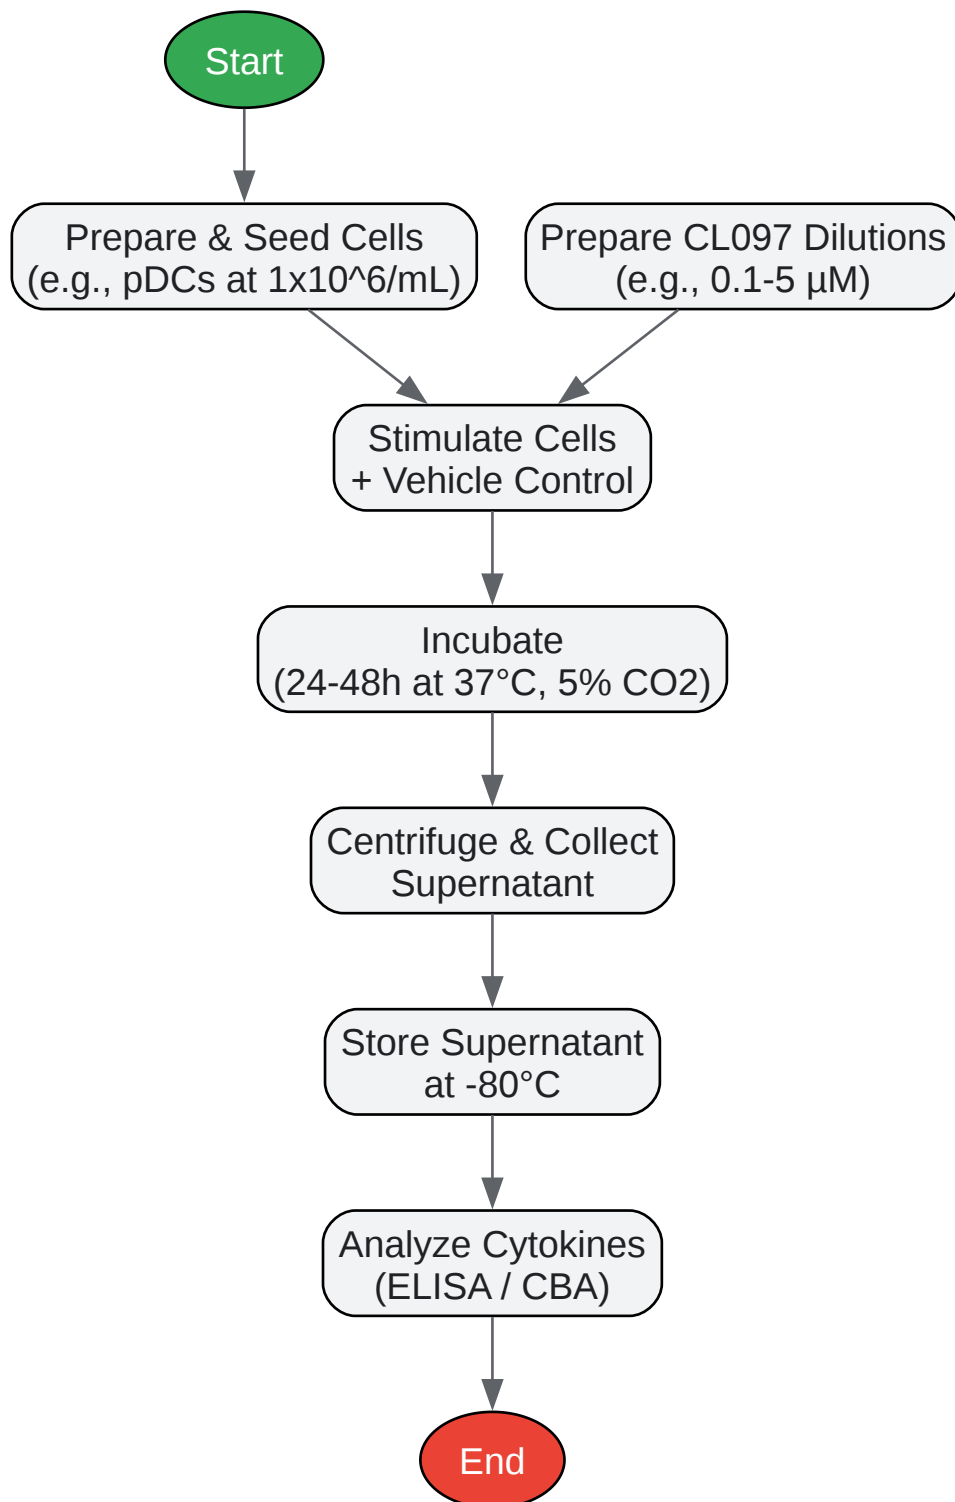 Start
Prepare & Seed Cells
(e.g., pDCs at 1x10^6/mL)
Prepare CL097 Dilutions
(e.g., 0.1-5 µM)
Stimulate Cells
+ Vehicle Control
Incubate
(24-48h at 37°C, 5% CO2)
Centrifuge & Collect
Supernatant
Store Supernatant
at -80°C
Analyze Cytokines
(ELISA / CBA)
End